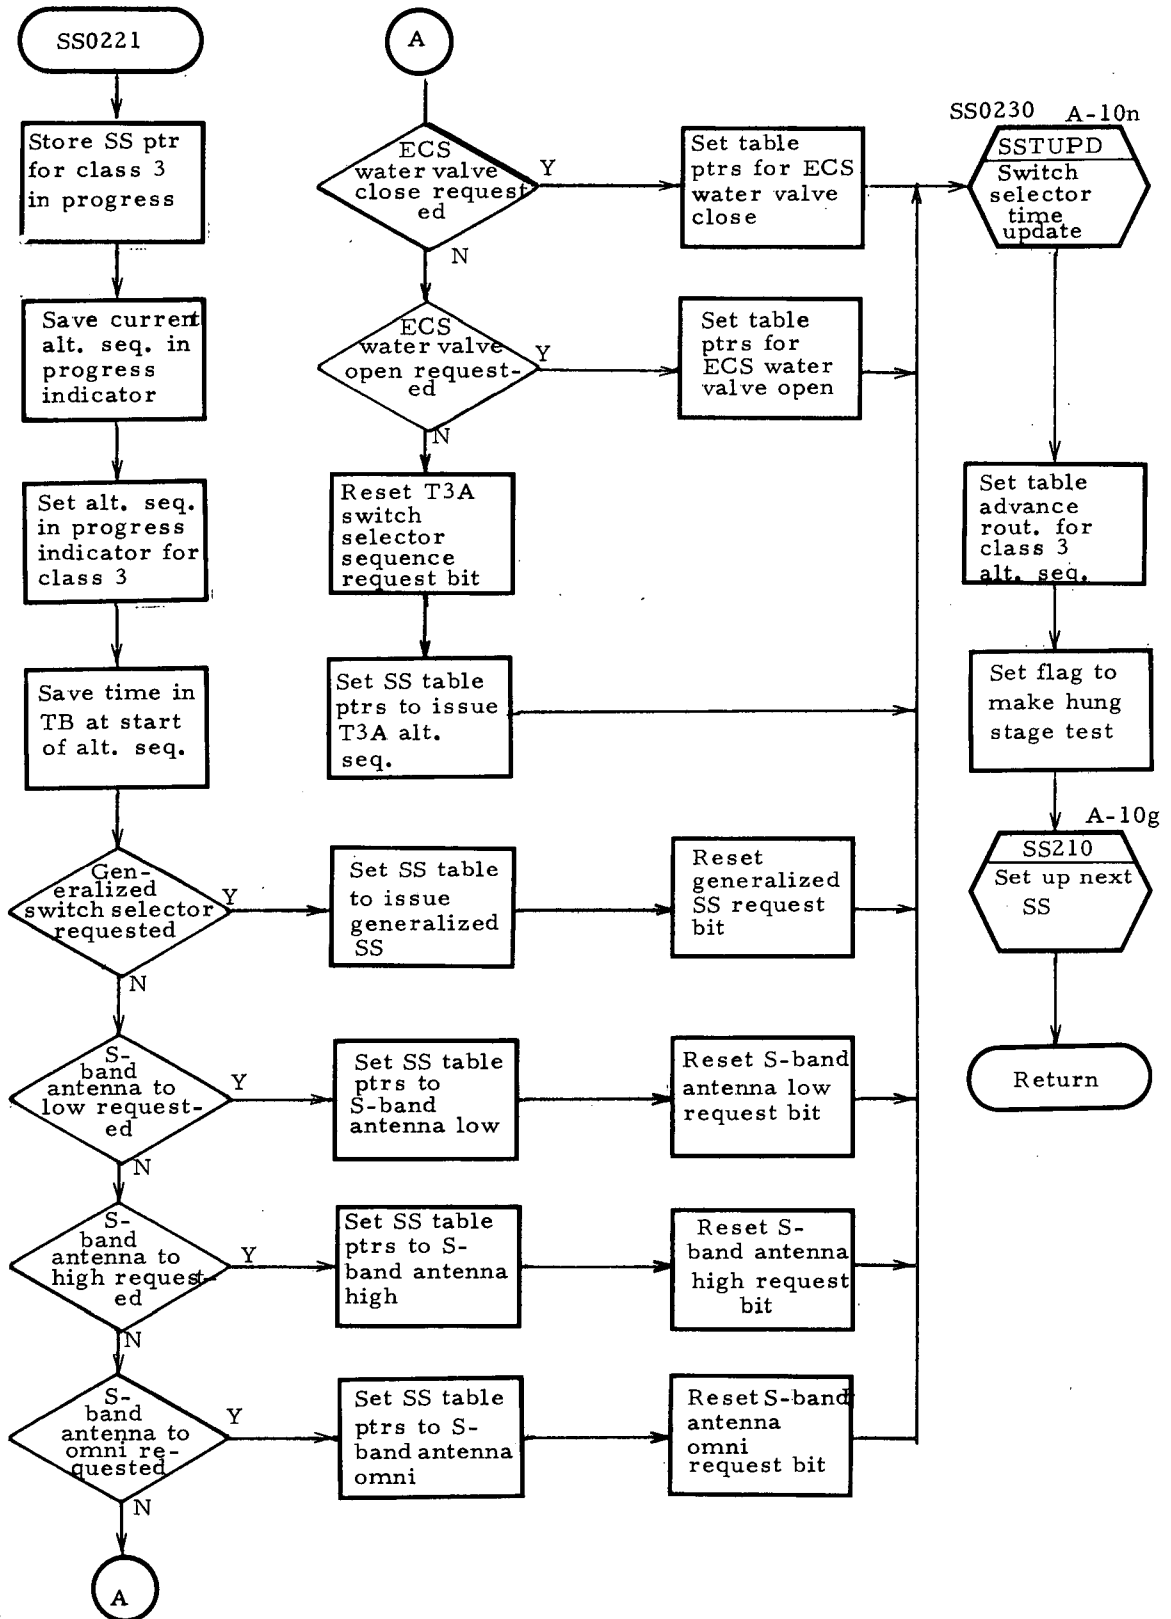 SS0221
Store SS ptr
for class 3
in progress
Save current
alt. seq. in
progress
indicator
Set alt. seq.
in progress
indicator for
class 3
Save time in
TB at start
of alt. seq.
Gen-
eralized
switch selector
requested
Y
N
Set SS table
to issue
generalized
SS
Reset
generalized
SS request
bit
S-
band
antenna to
low request-
ed
Y
N
Set SS table
ptrs to
S-band
antenna low
Reset S-band
antenna low
request bit
S-
band
antenna to
high request-
ed
Y
N
Set SS table
ptrs to S-
band antenna
high
Reset S-
band antenna
high request
bit
S-
band
antenna to
omni re-
quested
Y
N
Set SS table
ptrs to S-
band antenna
omni
Reset S-band
antenna
omni
request bit
A
A
ECS
water valve
close request
ed
Y
N
Set table
ptrs for ECS
water valve
close
ECS
water valve
open request-
ed
Y
N
Set table
ptrs for
ECS water
valve open
Reset T3A
switch
selector
sequence
request bit
Set SS table
ptrs to issue
T3A alt.
seq.
SS0230 A-10n
SSTUPD
Switch
selector
time
update
Set table
advance
rout. for
class 3
alt. seq.
Set flag to
make hung
stage test
A-10g
SS210
Set up next
SS
Return